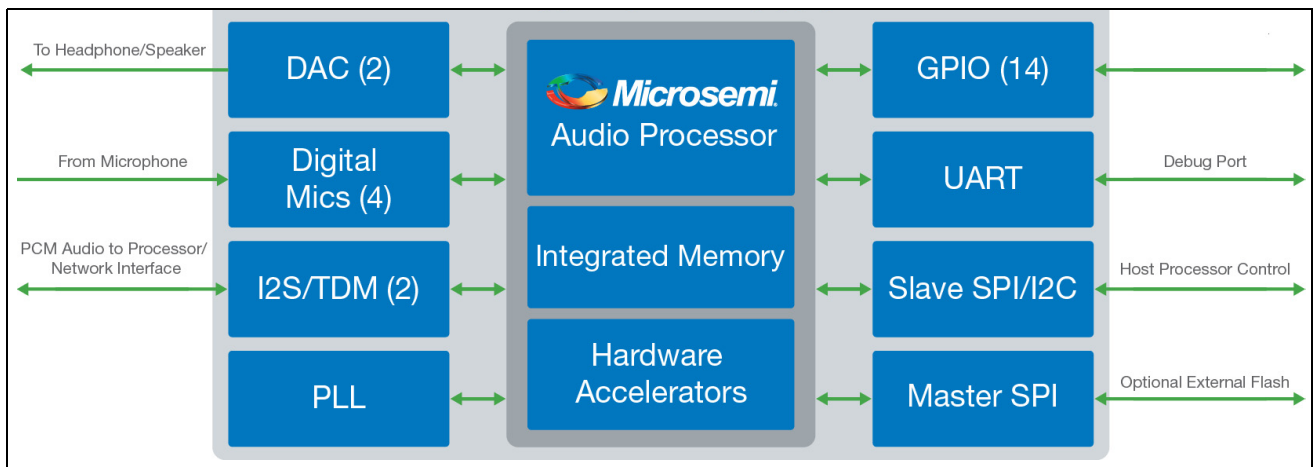 To Headphone/Speaker
DAC (2)
Microsemi.
Audio Processor
GPIO (14)
From Microphone
Digital
Mics (4)
UART
Debug Port
PCM Audio to Processor/
Network Interface
I2S/TDM (2)
Integrated Memory
Slave SPI/I2C
Host Processor Control
PLL
Hardware
Accelerators
Master SPI
Optional External Flash